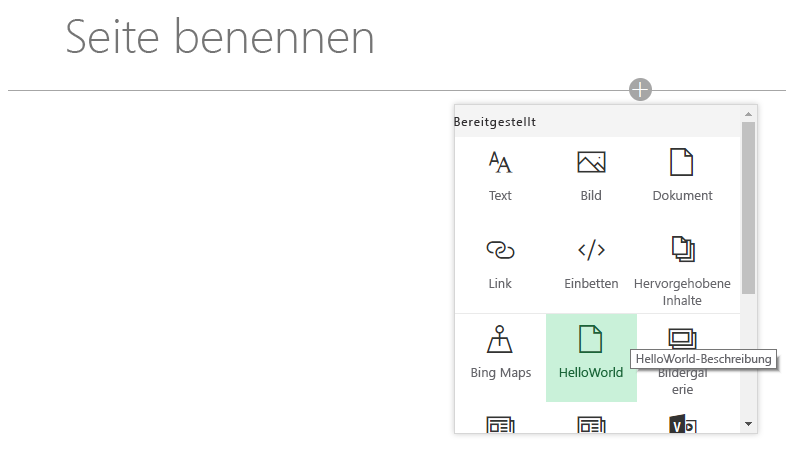 Seite benennen
Bereitgestellt
Text
Bild
Dokument
Link
Einbetten
Hervorgehobene
Inhalte
Bing Maps
HelloWorld
HelloWorld-Beschreibung
Bildergal
erie